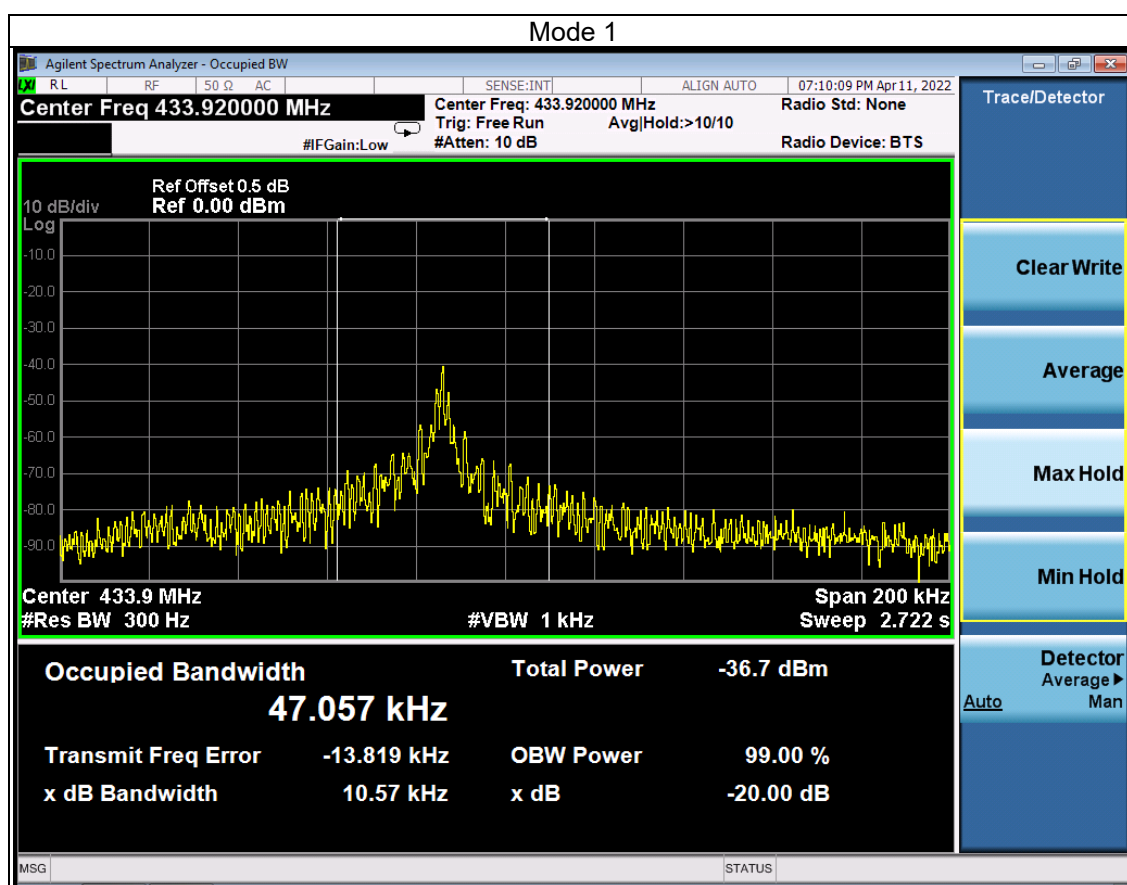 Mode 1
Agilent Spectrum Analyzer - Occupied BW
LXI RL RF 50 Ω AC SENSE:INT ALIGN AUTO 07:10:09 PM Apr 11, 2022
Center Freq 433.920000 MHz Center Freq: 433.920000 MHz Radio Std: None
Trig: Free Run Avg|Hold:>10/10
#IFGain:Low #Atten: 10 dB Radio Device: BTS
Trace/Detector
Ref Offset 0.5 dB
10 dB/div Ref 0.00 dBm
Log
-10.0
-20.0
-30.0
-40.0
-50.0
-60.0
-70.0
-80.0
-90.0
Center 433.9 MHz Span 200 kHz
#Res BW 300 Hz #VBW 1 kHz Sweep 2.722 s
Clear Write
Average
Max Hold
Min Hold
Detector
Average▶
Auto Man
Occupied Bandwidth Total Power -36.7 dBm
47.057 kHz
Transmit Freq Error -13.819 kHz OBW Power 99.00 %
x dB Bandwidth 10.57 kHz x dB -20.00 dB
MSG STATUS